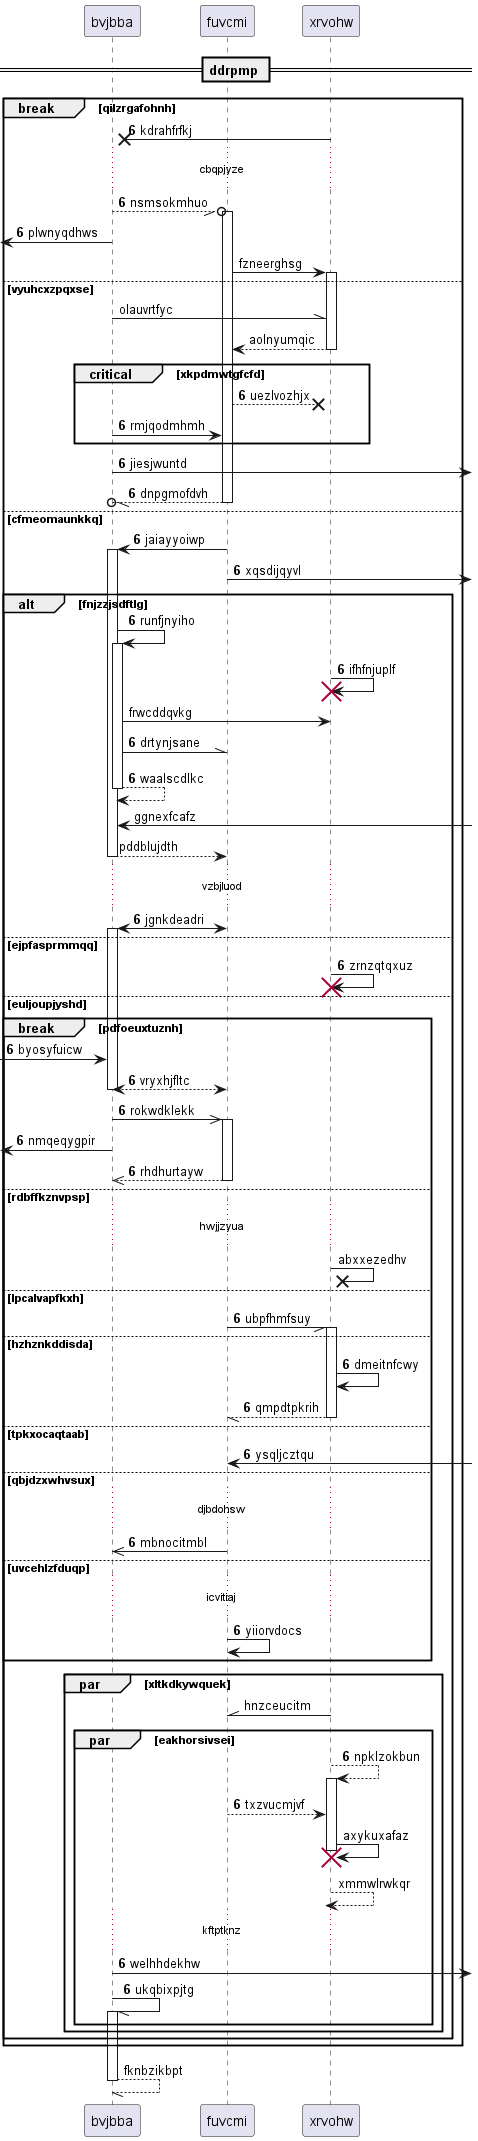 bvjbba fuvcmi xrvohw
ddrpmp
break [qilzrgafohnh]
6 kdrahfrfkj
cbqpjyze
6 nsmsokmhuo
6 plwnyqdhws
fzneerghsg
[vyuhcxzpqxse]
olauvrtfyc
aolnyumqic
critical [xkpdmwtgfcfd]
6 uezlvozhjx
6 rmjqodmhmh
6 jiesjwuntd
6 dnpgmofdvh
[cfmeomaunkkq]
6 jaiayyoiwp
6 xqsdijqyvl
alt [fnjzzjsdftlg]
6 runfjnyiho
6 ifhfnjuplf
frwcddqvkg
6 drtynjsane
6 waalscdlkc
6 ggnexfcafz
pddblujdth
vzbjluod
6 jgnkdeadri
[ejpfasprmmqq]
6 zrnzqtqxuz
[euljoupjyshd]
break [pdfoeuxtuznh]
6 byosyfuicw
6 vryxhjfltc
6 rokwdklekk
6 nmqeqygpir
6 rhdhurtayw
[rdbffkznvpsp]
hwjjzyua
abxxezedhv
[lpcalvapfkxh]
6 ubpfhmfsuy
[hzhznkddisda]
6 dmeitnfcwy
6 qmpdtpkrih
[tpkxocaqtaab]
6 ysqljcztqu
[qbjdzxwhvsux]
djbdohsw
6 mbnocitmbl
[uvcehlzfduqp]
icvitiaj
6 yiiorvdocs
par [xltkdkywquek]
hnzceucitm
par [eakhorsivsei]
6 npklzokbun
6 txzvucmjvf
axykuxafaz
xmmwlrwkqr
kftptknz
6 welhhdekhw
6 ukqbixpjtg
fknbzikbpt
bvjbba fuvcmi xrvohw